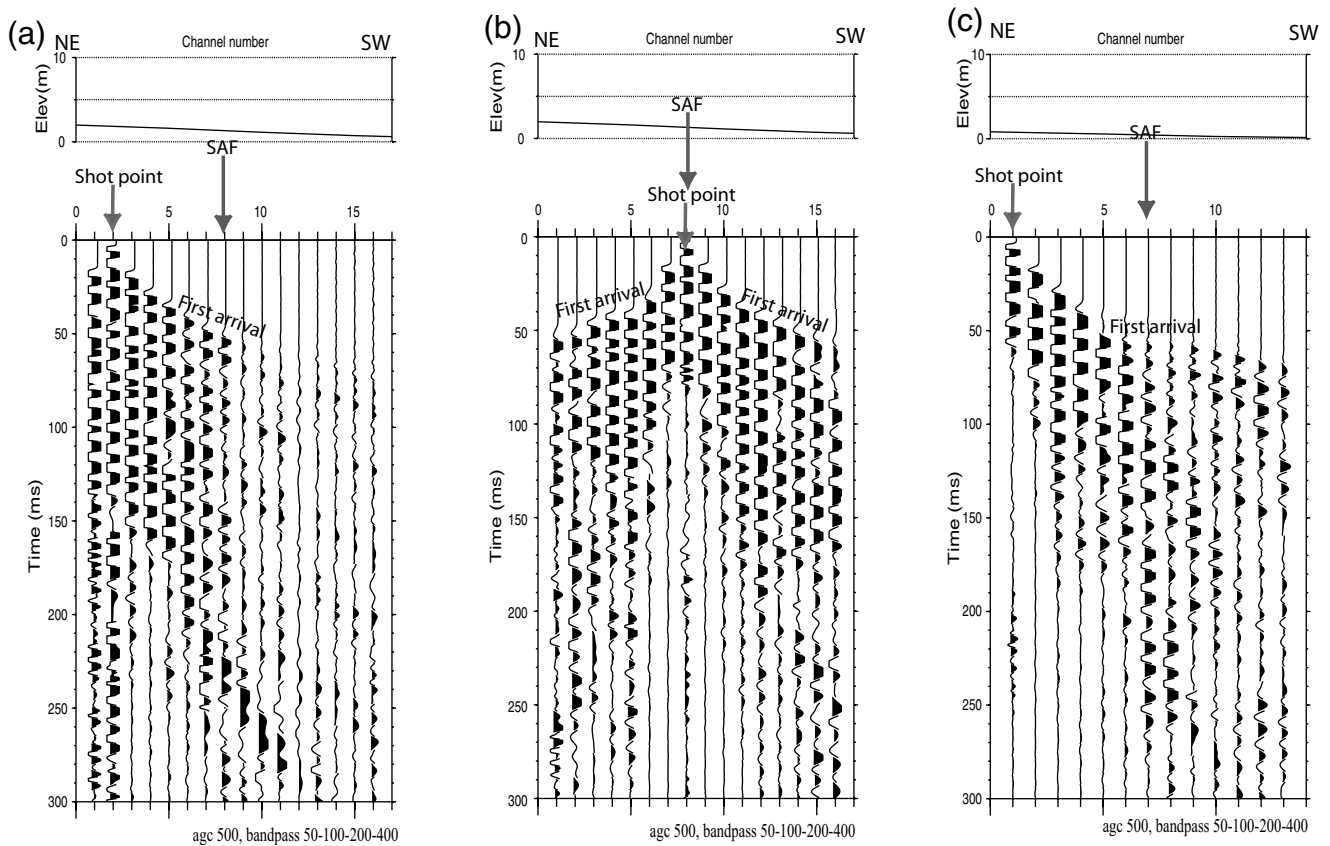 (a)
NE
Channel number
SW
10
5
0
Elev(m)
SAF
Shot point
0 5 10 15
First arrival
0
50
100
150
200
250
300
Time (ms)
agc 500, bandpass 50-100-200-400
(b)
NE
Channel number
SW
10
5
0
Elev(m)
SAF
Shot point
0 5 10 15
First arrival
First arrival
0
50
100
150
200
250
300
Time (ms)
agc 500, bandpass 50-100-200-400
(c)
NE
Channel number
SW
10
5
0
Elev(m)
SAF
Shot point
0 5 10
First arrival
0
50
100
150
200
250
300
Time (ms)
agc 500, bandpass 50-100-200-400